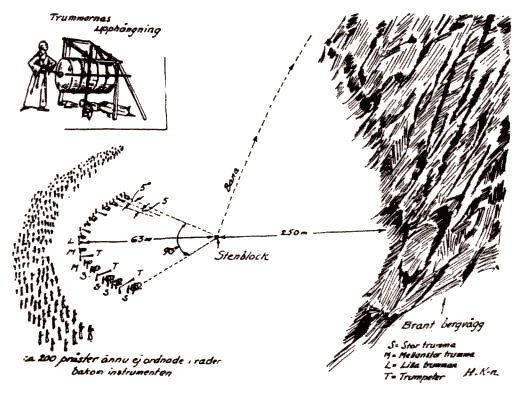 Trummornas
upphängning
Bana
S
S
L
63m
250m
M
T
90°
M
S
T
S
S
Stenblock
ca 200 präster ännu ej ordnade i rader
bakom instrumenten
Brant bergvägg
S = Stor trumma
M = Mellanstor trumma
L = Lilla trumman
T = Trumpeter
H.K-n.